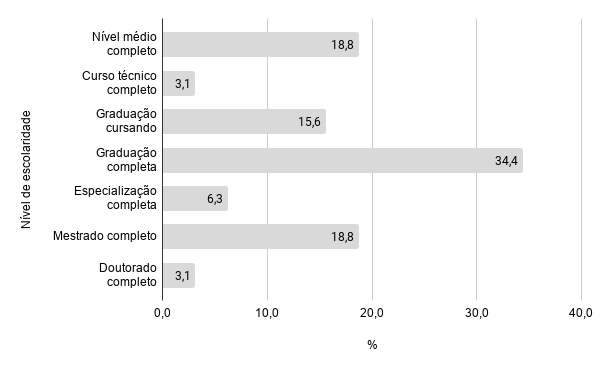 Nível de escolaridade
Nível médio
completo
18,8
Curso técnico
completo
3,1
Graduação
cursando
15,6
Graduação
completa
34,4
Especialização
completa
6,3
Mestrado completo
18,8
Doutorado
completo
3,1
0,0
10,0
20,0
30,0
40,0
%